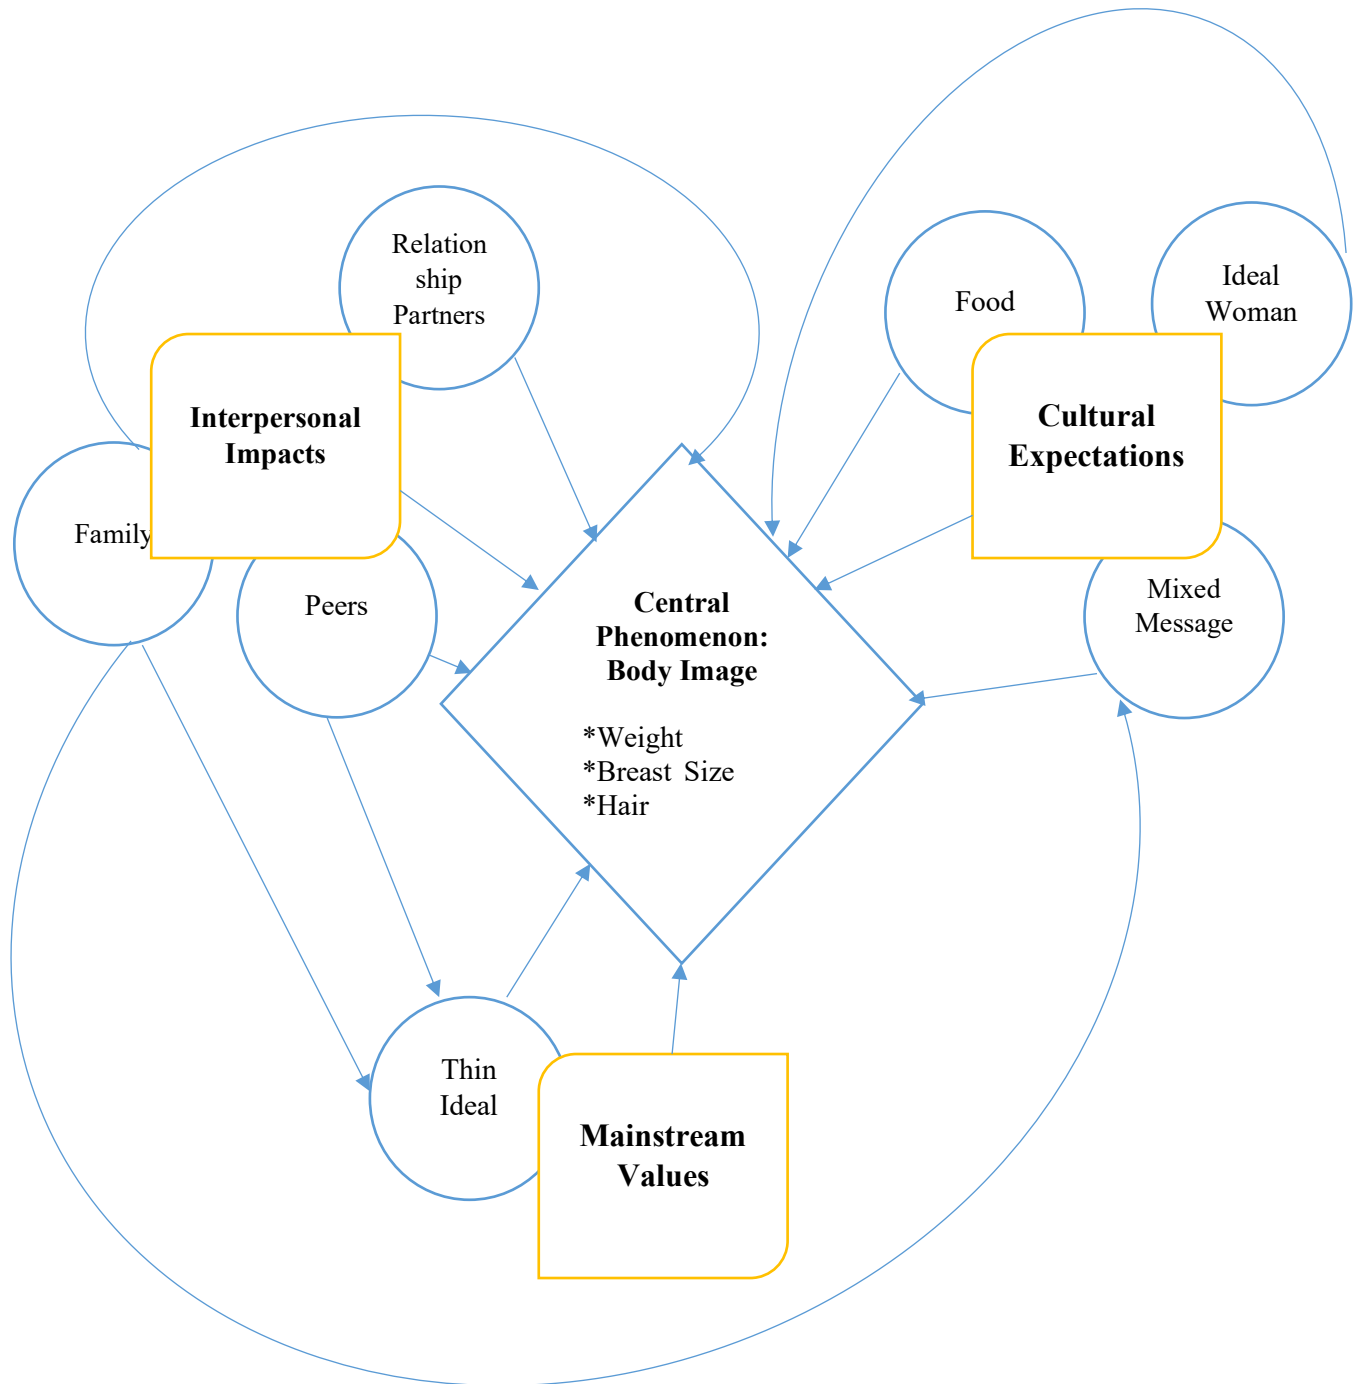 Relation
ship
Partners
Interpersonal
Impacts
Family
Peers
Food
Ideal
Woman
Cultural
Expectations
Mixed
Message
Central
Phenomenon:
Body Image
*Weight
*Breast Size
*Hair
Thin
Ideal
Mainstream
Values